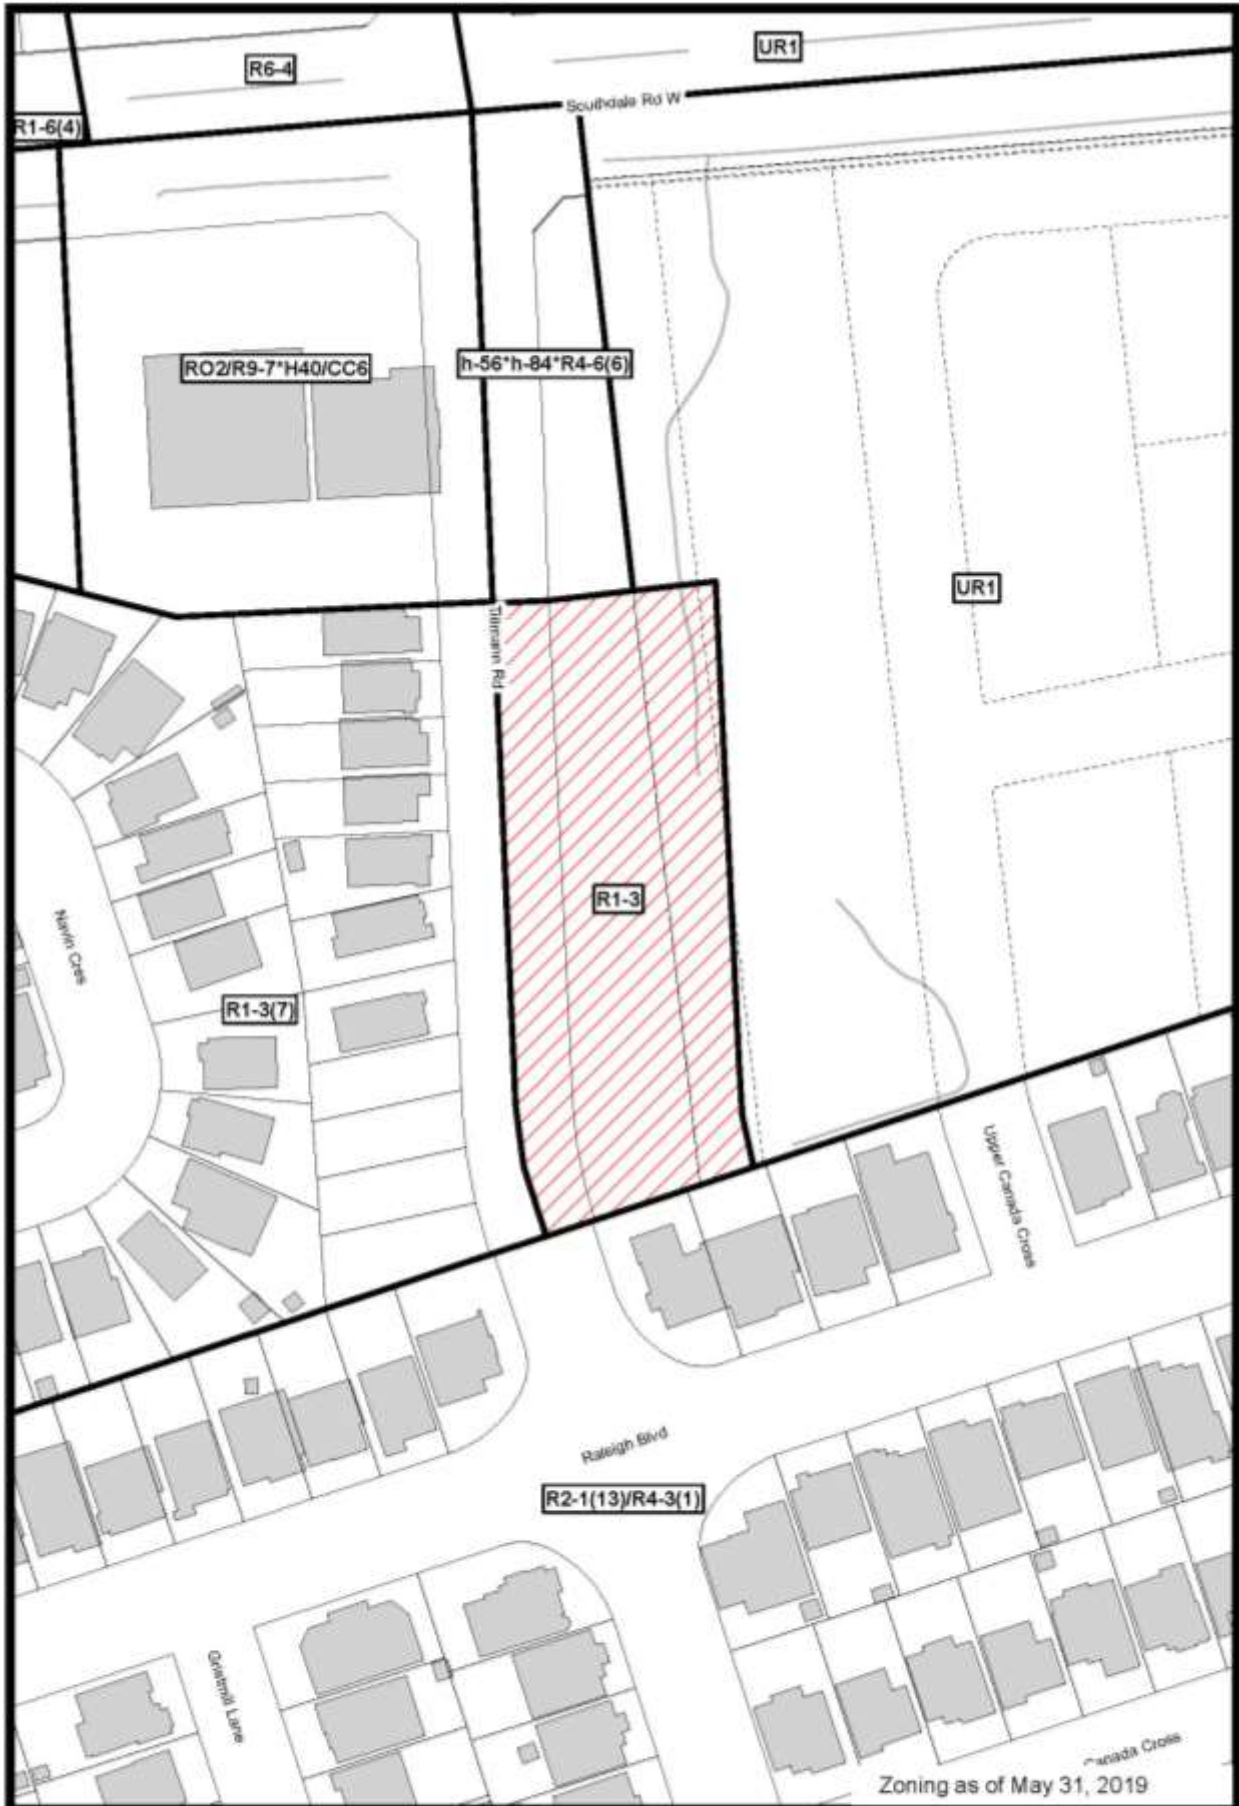 UR1
R6-4
Southdale Rd W
R1-6(4)
RO2/R9-7*H40/CC6
h-56*h-84*R4-6(6)
UR1
Tillmann Rd
R1-3
Navin Cres
R1-3(7)
Upper Canada Cross
Raleigh Blvd
R2-1(13)/R4-3(1)
Gristmill Lane
Canada Cross
Zoning as of May 31, 2019